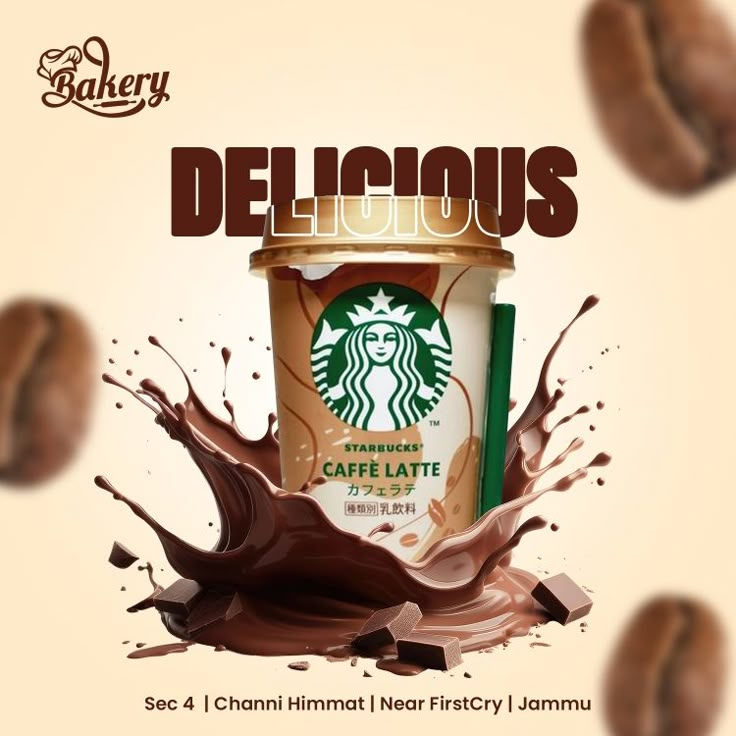 Bakery
DELICIOUS
TM
STARBUCKS®
CAFFÈ LATTE
カフェラテ
種類別 乳飲料
Sec 4 | Channi Himmat | Near FirstCry | Jammu